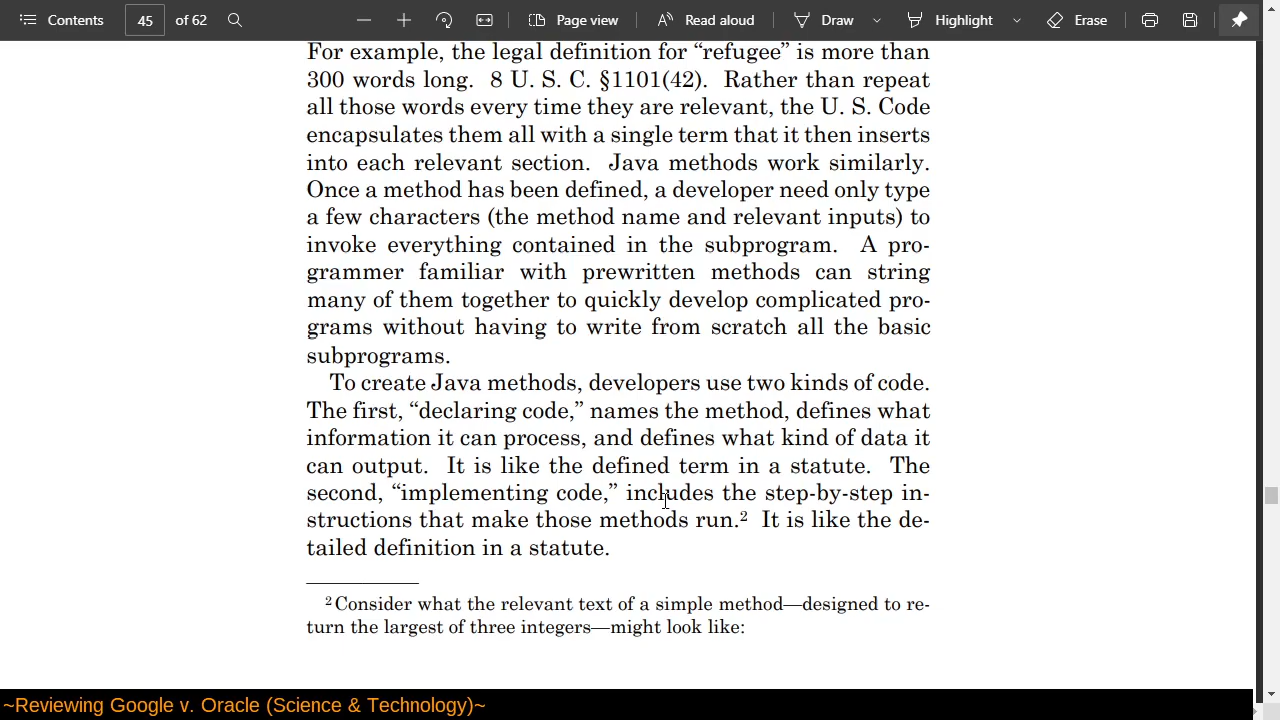 Contents 45 of 62 Page view Read aloud Draw Highlight Erase
For example, the legal definition for “refugee” is more than
300 words long. 8 U. S. C. §1101(42). Rather than repeat
all those words every time they are relevant, the U. S. Code
encapsulates them all with a single term that it then inserts
into each relevant section. Java methods work similarly.
Once a method has been defined, a developer need only type
a few characters (the method name and relevant inputs) to
invoke everything contained in the subprogram. A pro-
grammer familiar with prewritten methods can string
many of them together to quickly develop complicated pro-
grams without having to write from scratch all the basic
subprograms.
To create Java methods, developers use two kinds of code.
The first, “declaring code,” names the method, defines what
information it can process, and defines what kind of data it
can output. It is like the defined term in a statute. The
second, “implementing code,” includes the step-by-step in-
structions that make those methods run.² It is like the de-
tailed definition in a statute.
² Consider what the relevant text of a simple method—designed to re-
turn the largest of three integers—might look like:
~Reviewing Google v. Oracle (Science & Technology)~